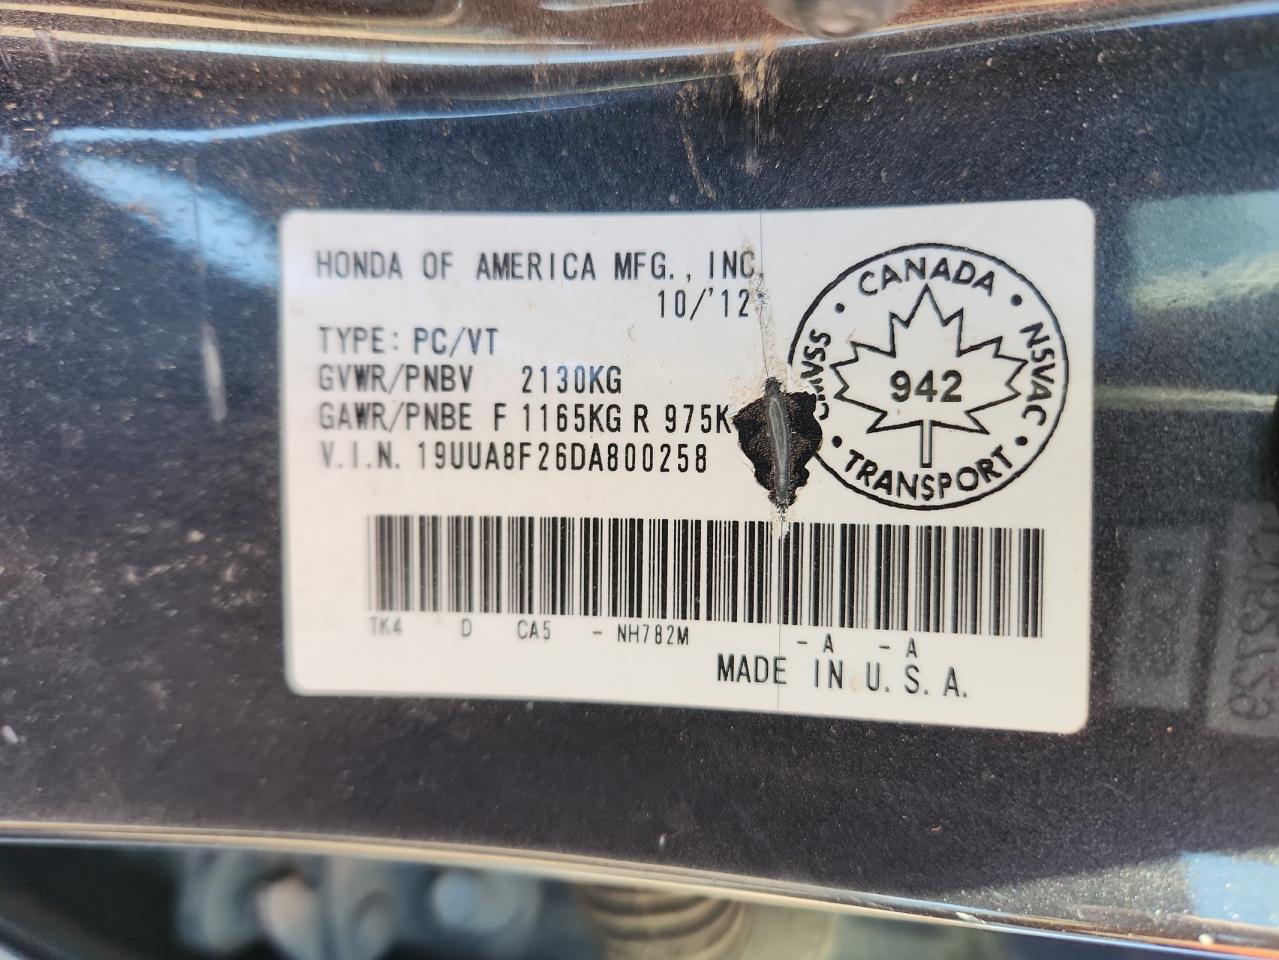 HONDA OF AMERICA MFG., INC.
10/'12
TYPE: PC/VT
GVWR/PNBV 2130KG
GAWR/PNBE F 1165KG R 975K
V.I.N. 19UUA8F26DA800258
CANADA
CMVSS
942
NSVAC
TRANSPORT
TK4 D CA5 - NH782M - A - A
MADE IN U.S.A.